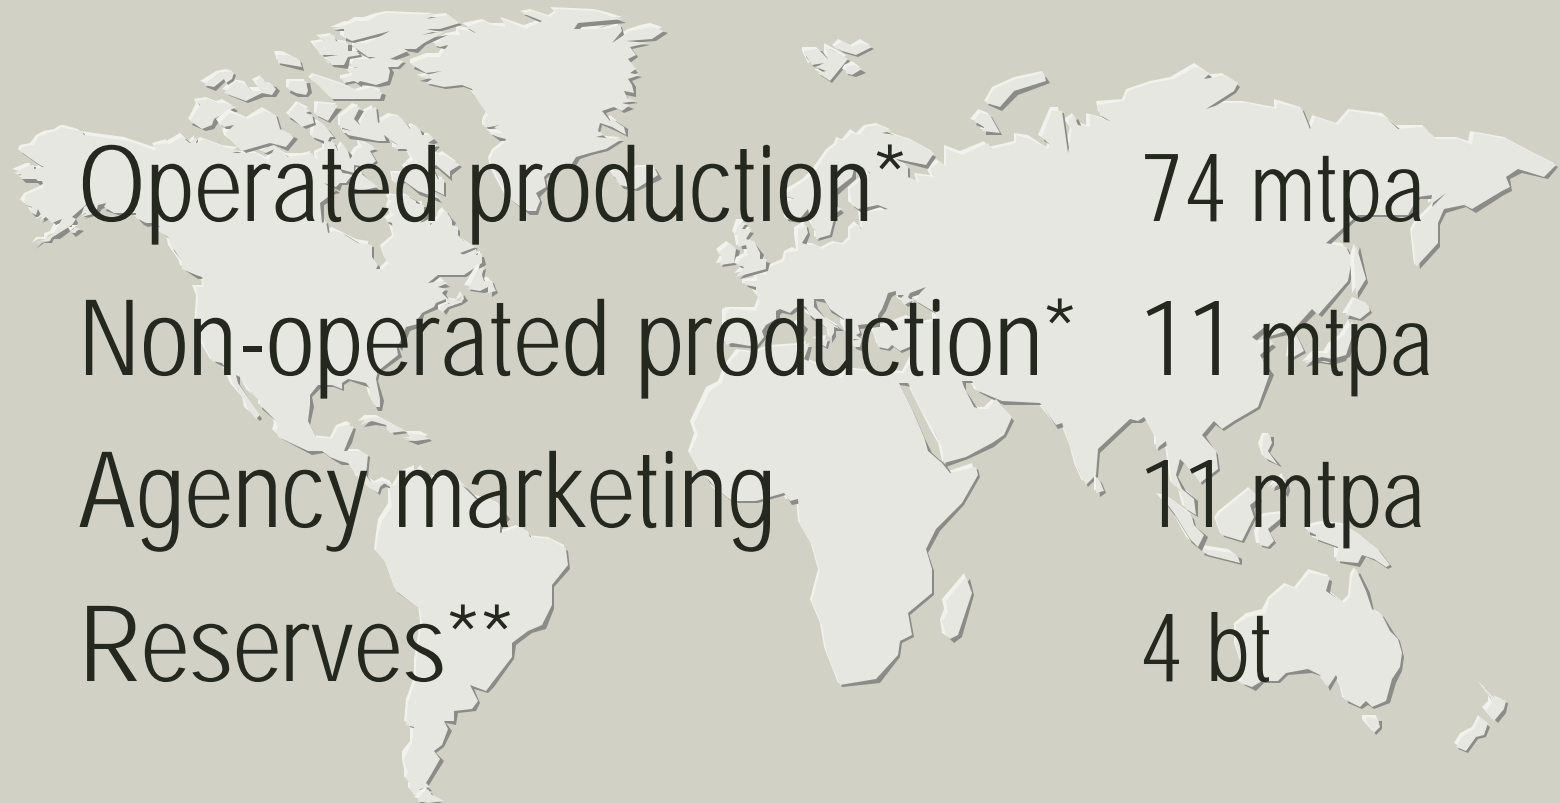 Operated production* 74 mtpa
Non-operated production* 11 mtpa
Agency marketing 11 mtpa
Reserves** 4 bt